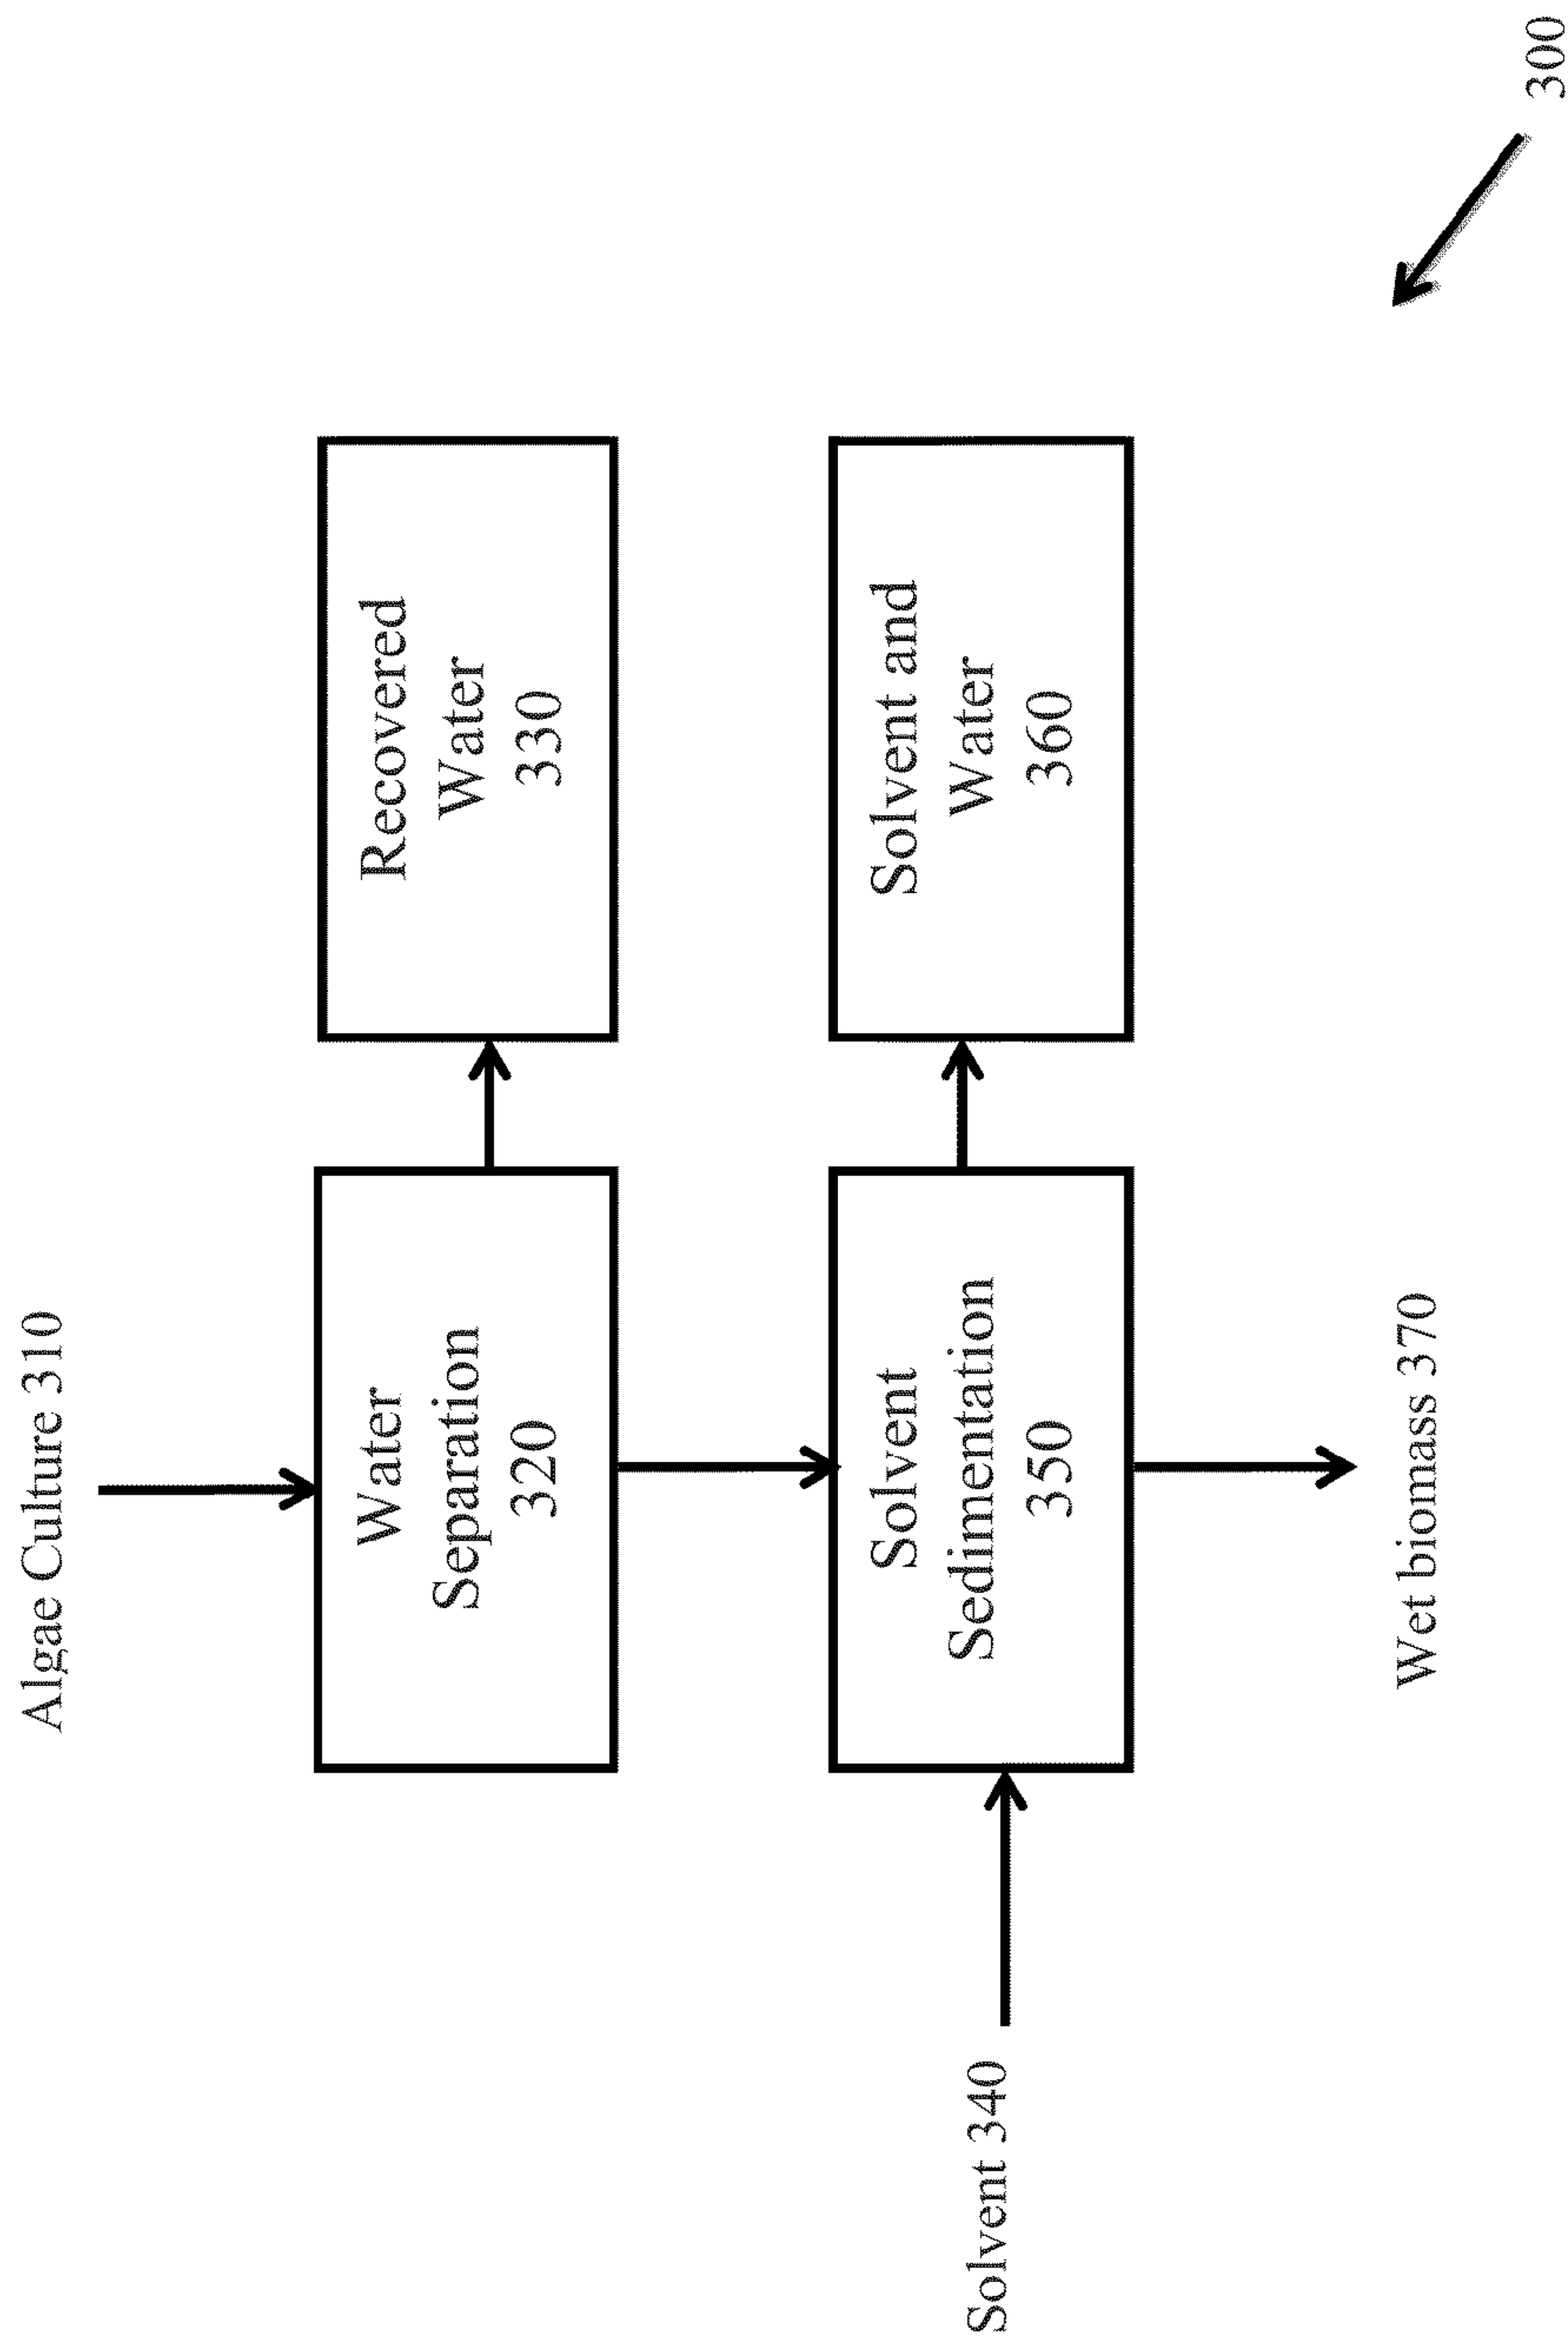 Algae Culture 310
Water
Separation
320
Recovered
Water
330
Solvent 340
Solvent
Sedimentation
350
Solvent and
Water
360
Wet biomass 370
300